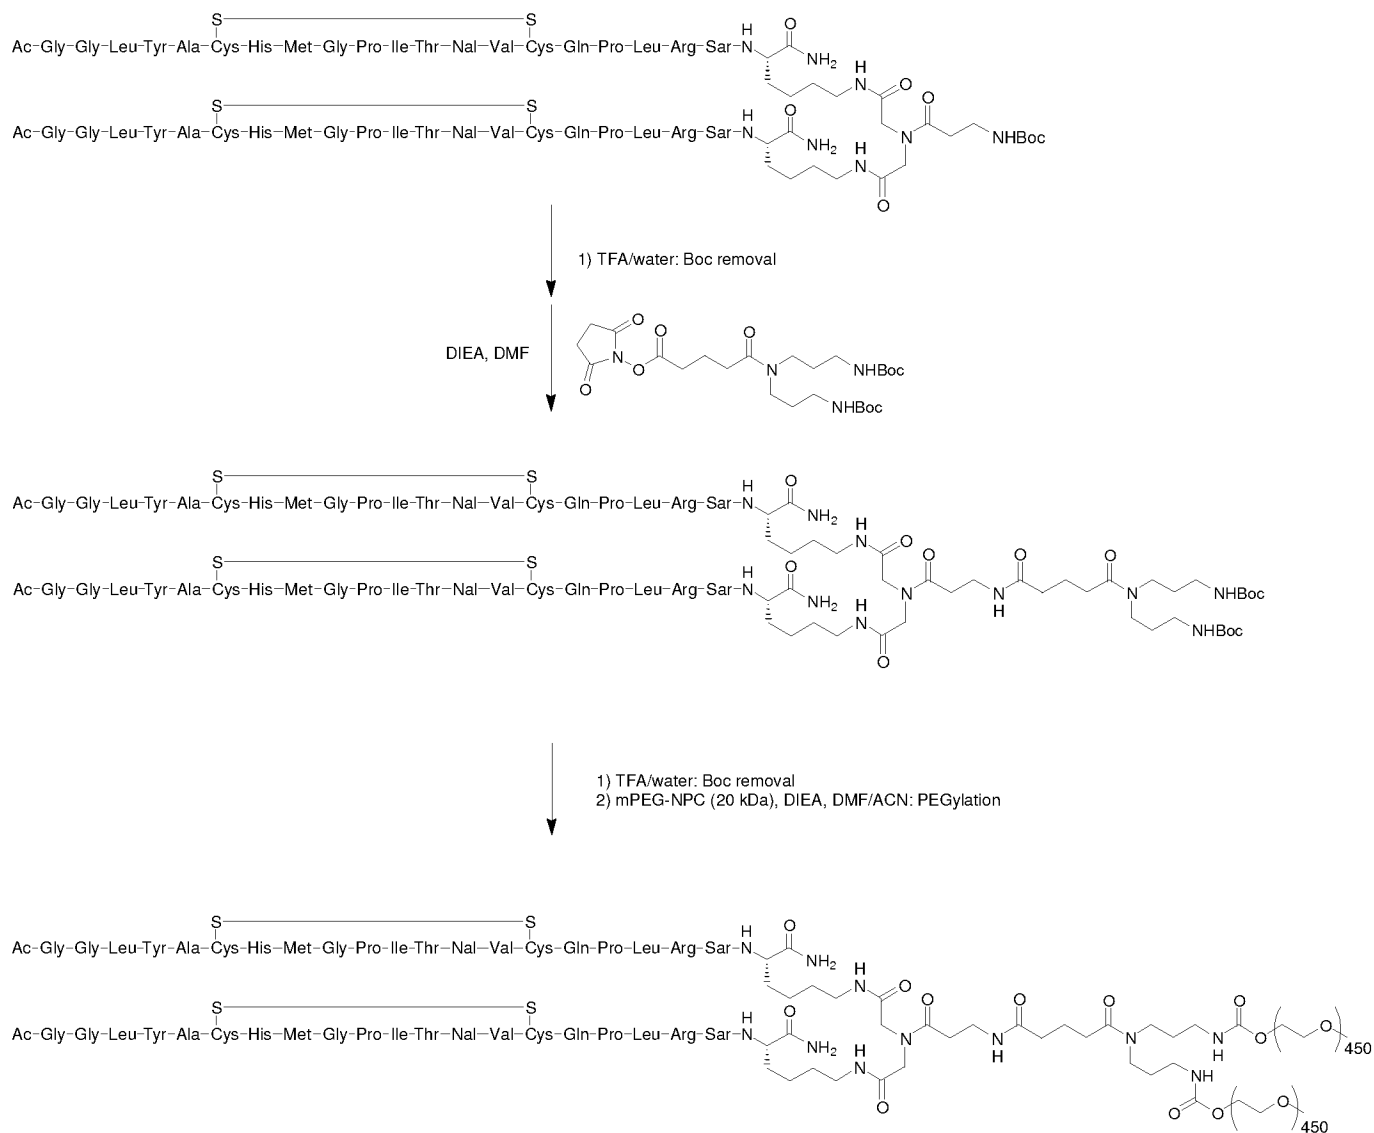 S S
Ac-Gly-Gly-Leu-Tyr-Ala-Cys-His-Met-Gly-Pro-Ile-Thr-Nal-Val-Cys-Gln-Pro-Leu-Arg-Sar-N H O NH2
H N O O NHBoc
S S
Ac-Gly-Gly-Leu-Tyr-Ala-Cys-His-Met-Gly-Pro-Ile-Thr-Nal-Val-Cys-Gln-Pro-Leu-Arg-Sar-N H O NH2 N
H N O
1) TFA/water: Boc removal
DIEA, DMF
O N O O O O N NHBoc
NHBoc
S S
Ac-Gly-Gly-Leu-Tyr-Ala-Cys-His-Met-Gly-Pro-Ile-Thr-Nal-Val-Cys-Gln-Pro-Leu-Arg-Sar-N H O NH2
H N O O O O
S S
Ac-Gly-Gly-Leu-Tyr-Ala-Cys-His-Met-Gly-Pro-Ile-Thr-Nal-Val-Cys-Gln-Pro-Leu-Arg-Sar-N H O NH2 N N H N NHBoc
H N O NHBoc
1) TFA/water: Boc removal
2) mPEG-NPC (20 kDa), DIEA, DMF/ACN: PEGylation
S S
Ac-Gly-Gly-Leu-Tyr-Ala-Cys-His-Met-Gly-Pro-Ile-Thr-Nal-Val-Cys-Gln-Pro-Leu-Arg-Sar-N H O NH2
H N O O O O O
S S
Ac-Gly-Gly-Leu-Tyr-Ala-Cys-His-Met-Gly-Pro-Ile-Thr-Nal-Val-Cys-Gln-Pro-Leu-Arg-Sar-N H O NH2 N N H N N H O ( O ) 450
H N O NH
O O ( O ) 450